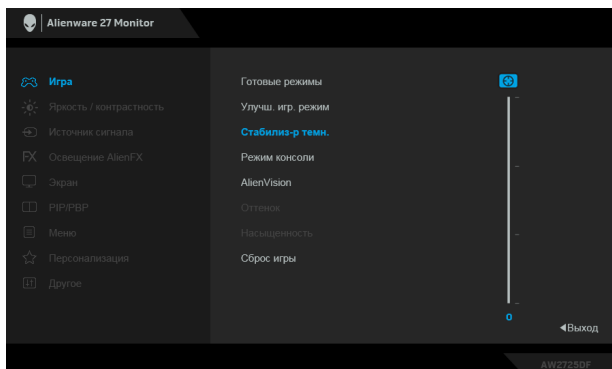 Alienware 27 Monitor
Игра
Яркость / контрастность
Источник сигнала
FX Освещение AlienFX
Экран
PIP/PBP
Меню
Персонализация
Другое
Готовые режимы
Улучш. игр. режим
Стабилиз-р темн.
Режим консоли
AlienVision
Оттенок
Насыщенность
Сброс игры
0
Выход
AW2725DF